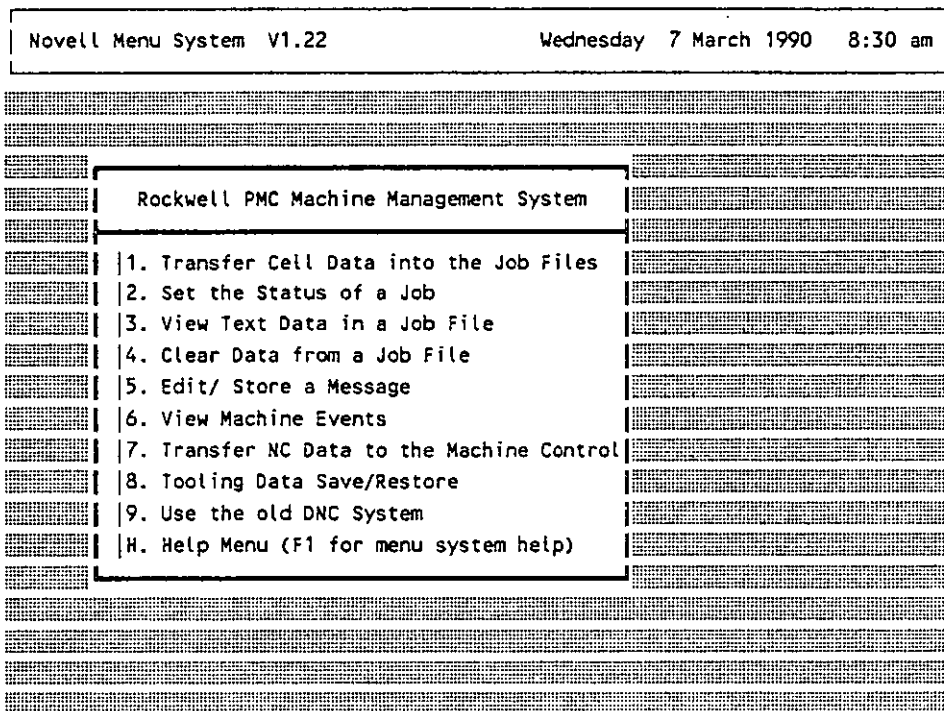 Novell Menu System V1.22 Wednesday 7 March 1990 8:30 am
Rockwell PMC Machine Management System
1. Transfer Cell Data into the Job Files
2. Set the Status of a Job
3. View Text Data in a Job File
4. Clear Data from a Job File
5. Edit/ Store a Message
6. View Machine Events
7. Transfer NC Data to the Machine Control
8. Tooling Data Save/Restore
9. Use the old DNC System
H. Help Menu (F1 for menu system help)